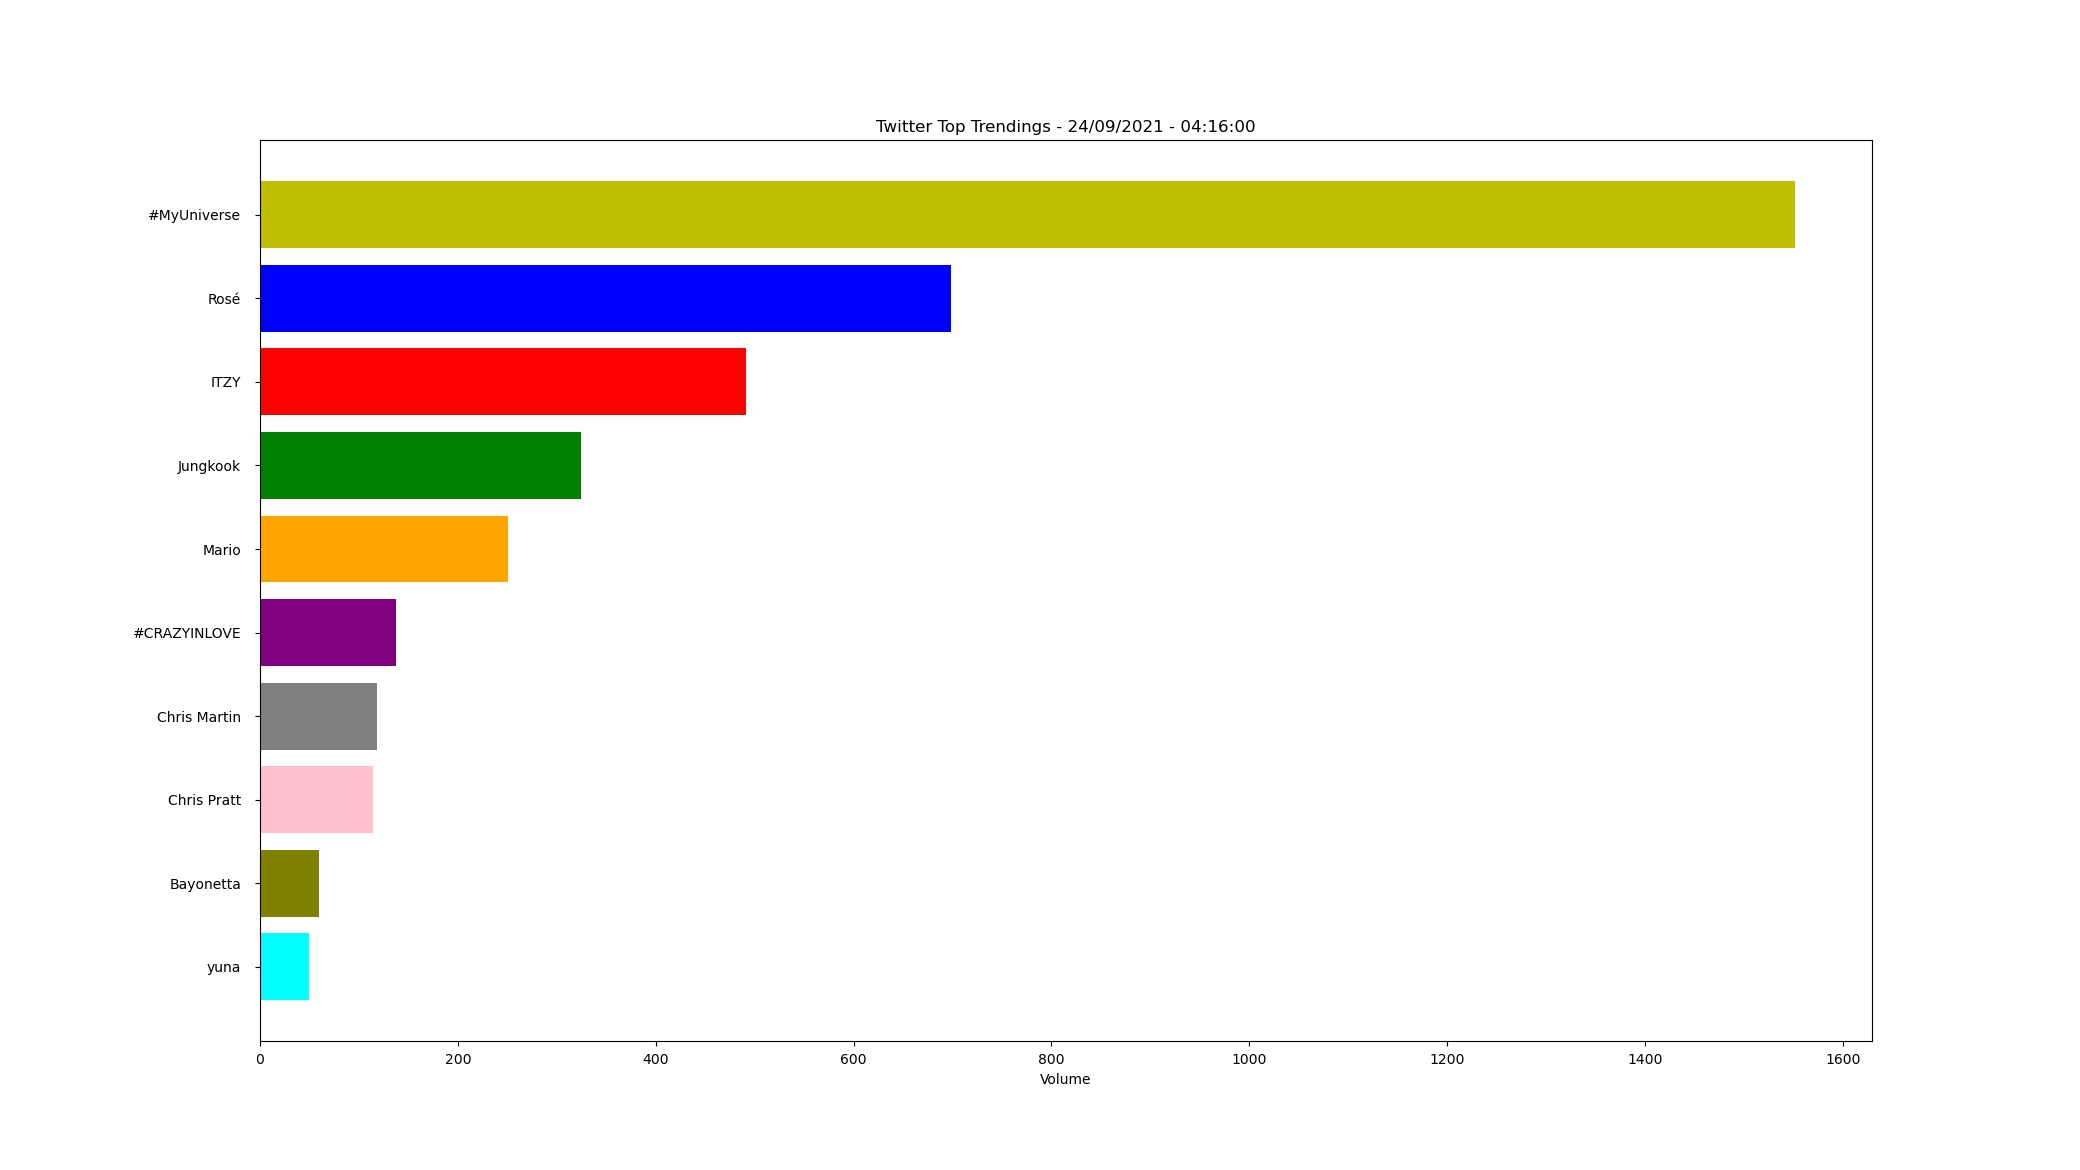 Twitter Top Trendings - 24/09/2021 - 04:16:00
#MyUniverse
Rosé
ITZY
Jungkook
Mario
#CRAZYINLOVE
Chris Martin
Chris Pratt
Bayonetta
yuna
0 200 400 600 800 1000 1200 1400 1600
Volume